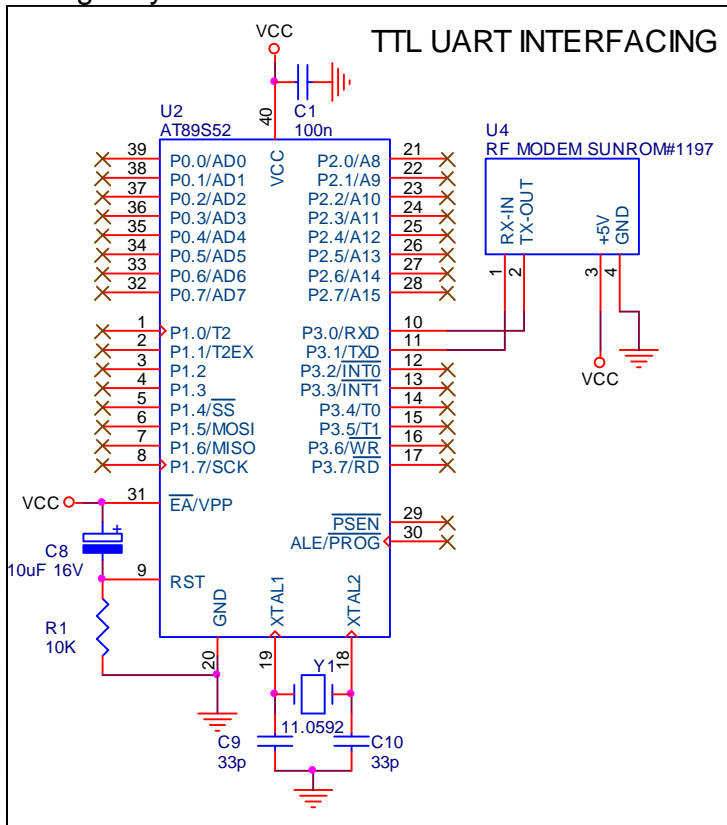 VCC
TTL UART INTERFACING
U2
AT89S52
C1
100n
40
VCC
39 P0.0/AD0
38 P0.1/AD1
37 P0.2/AD2
36 P0.3/AD3
35 P0.4/AD4
34 P0.5/AD5
33 P0.6/AD6
32 P0.7/AD7
1 P1.0/T2
2 P1.1/T2EX
3 P1.2
4 P1.3
5 P1.4/SS
6 P1.5/MOSI
7 P1.6/MISO
8 P1.7/SCK
VCC
31 EA/VPP
9 RST
P2.0/A8 21
P2.1/A9 22
P2.2/A10 23
P2.3/A11 24
P2.4/A12 25
P2.5/A13 26
P2.6/A14 27
P2.7/A15 28
P3.0/RXD 10
P3.1/TXD 11
P3.2/INT0 12
P3.3/INT1 13
P3.4/T0 14
P3.5/T1 15
P3.6/WR 16
P3.7/RD 17
PSEN 29
ALE/PROG 30
GND
20
XTAL1
19
XTAL2
18
U4
RF MODEM SUNROM#1197
RX-IN
TX-OUT
+5V
GND
1
2
3
4
VCC
+
C8
10uF 16V
R1
10K
Y1
11.0592
C9
33p
C10
33p